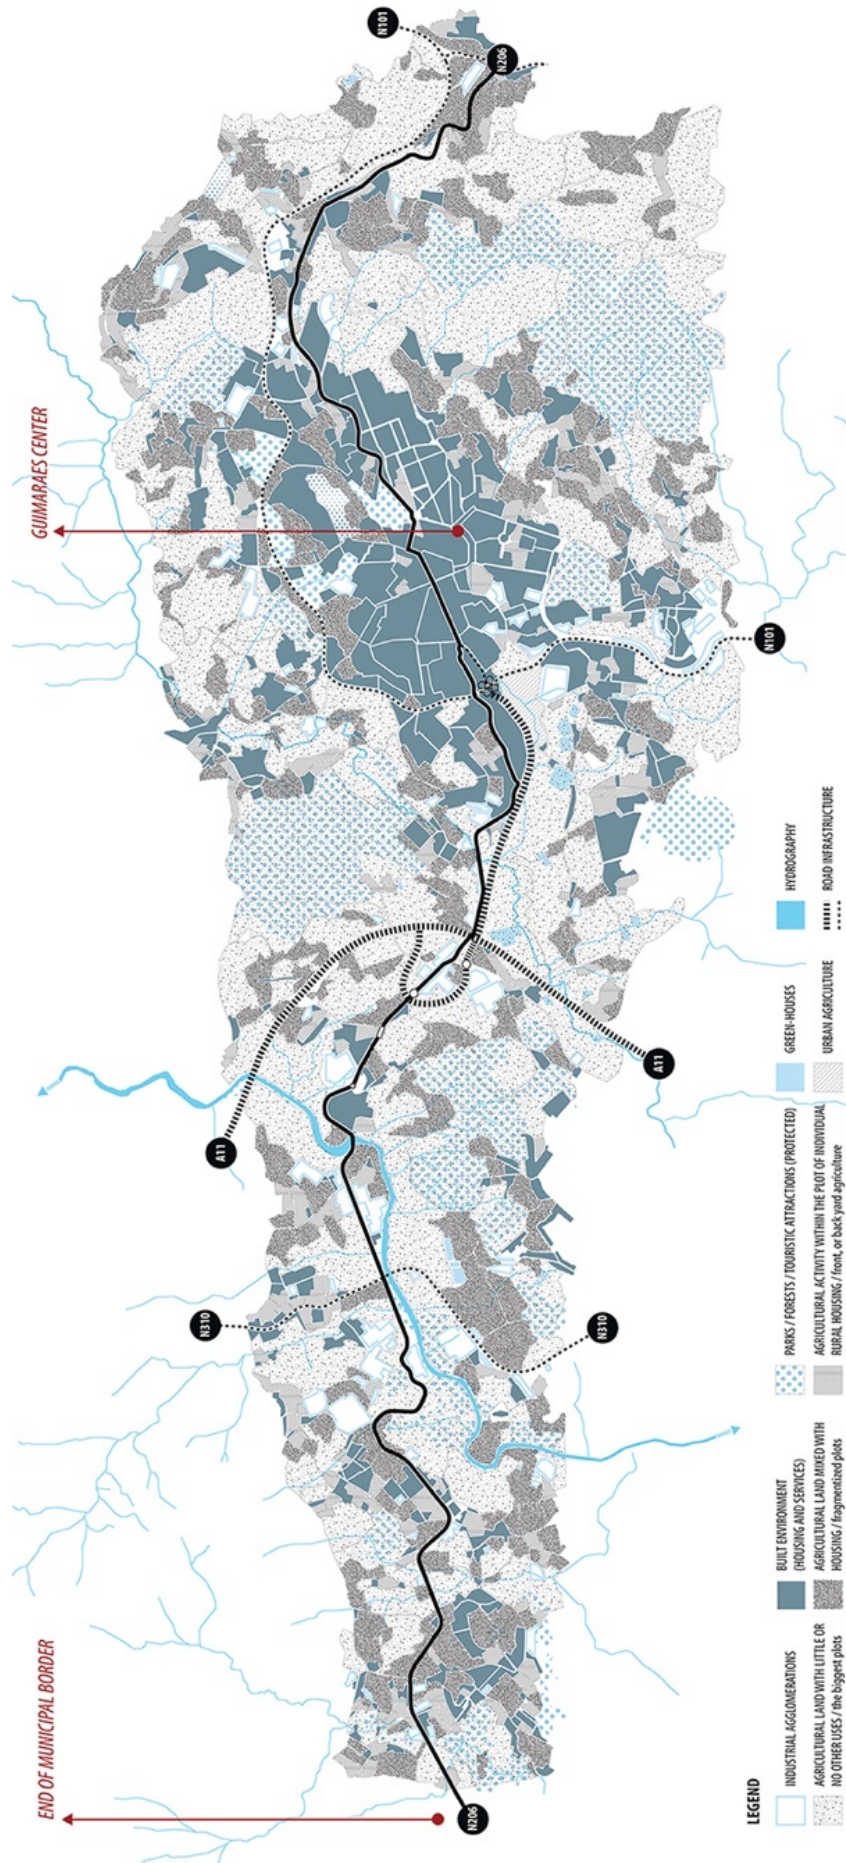 END OF MUNICIPAL BORDER
GUIMARAES CENTER
N206
N310
N310
A11
A11
N101
N101
N206
LEGEND
INDUSTRIAL AGGLOMERATIONS
AGRICULTURAL LAND WITH LITTLE OR
NO OTHER USES / the biggest plots
BUILT ENVIRONMENT
(HOUSING AND SERVICES)
AGRICULTURAL LAND MIXED WITH
HOUSING / fragmentized plots
PARKS / FORESTS / TOURISTIC ATTRACTIONS (PROTECTED)
AGRICULTURAL ACTIVITY WITHIN THE PLOT OF INDIVIDUAL
RURAL HOUSING / front, or back yard agriculture
GREEN-HOUSES
URBAN AGRICULTURE
HYDROGRAPHY
ROAD INFRASTRUCTURE